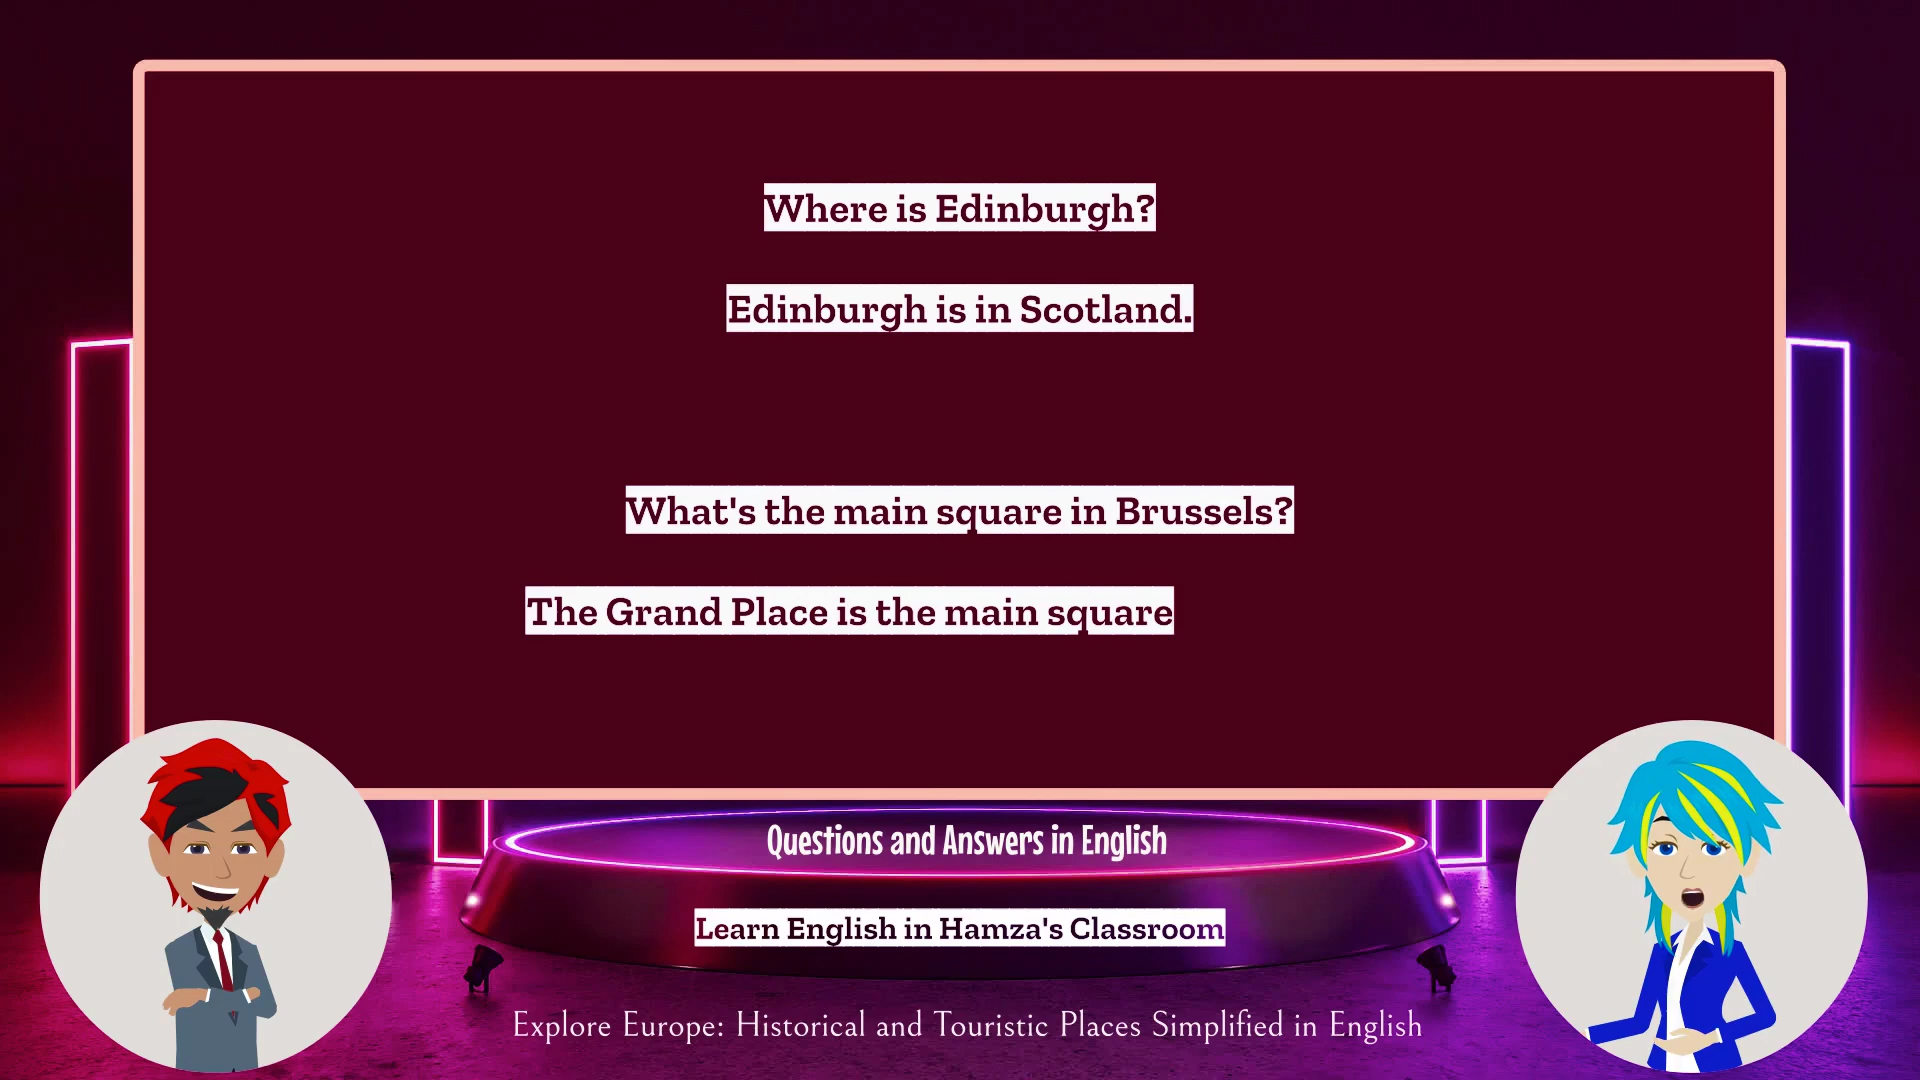 Where is Edinburgh?
Edinburgh is in Scotland.
What's the main square in Brussels?
The Grand Place is the main square
Questions and Answers in English
Learn English in Hamza's Classroom
Explore Europe: Historical and Touristic Places Simplified in English